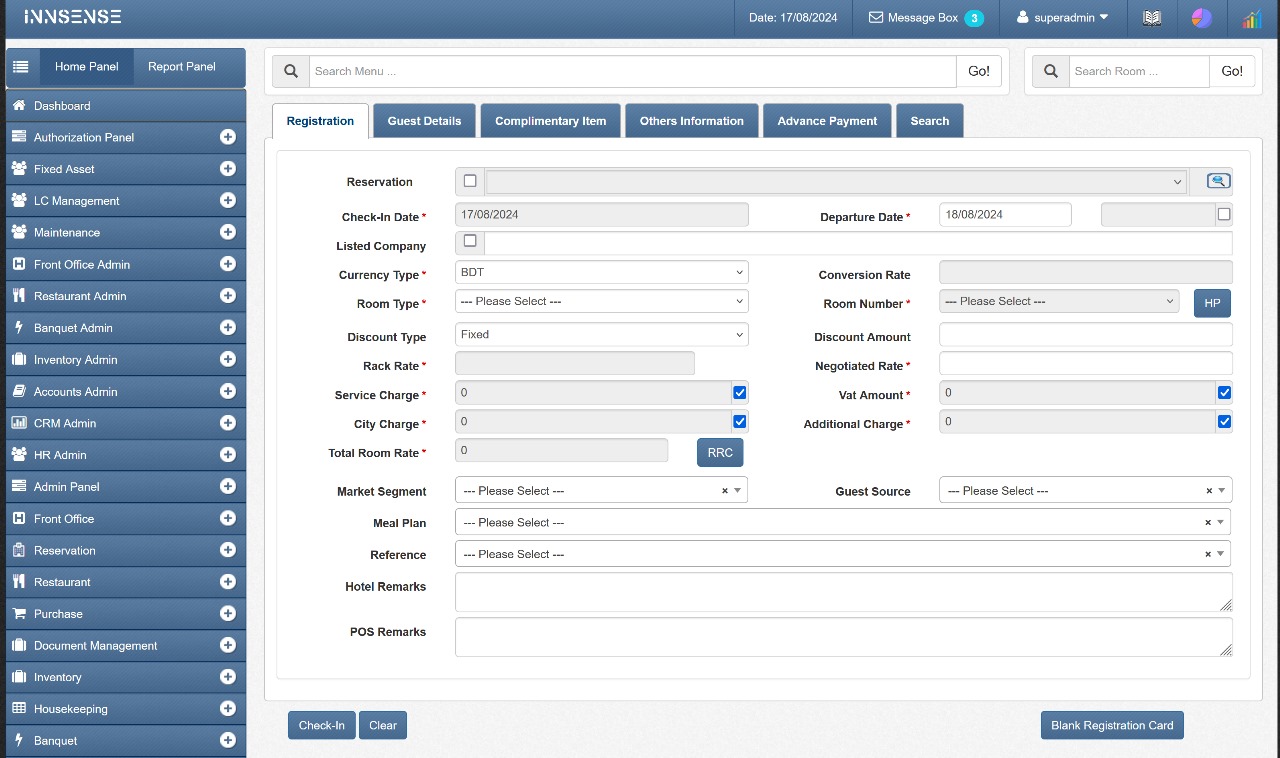 INNSENSE
Date: 17/08/2024
Message Box 3
superadmin
Home Panel
Report Panel
Dashboard
Authorization Panel
Fixed Asset
LC Management
Maintenance
Front Office Admin
Restaurant Admin
Banquet Admin
Inventory Admin
Accounts Admin
CRM Admin
HR Admin
Admin Panel
Front Office
Reservation
Restaurant
Purchase
Document Management
Inventory
Housekeeping
Banquet
Search Menu ...
Go!
Search Room ...
Go!
Registration
Guest Details
Complimentary Item
Others Information
Advance Payment
Search
Reservation
Check-In Date * 17/08/2024
Departure Date * 18/08/2024
Listed Company
Currency Type * BDT
Conversion Rate
Room Type * --- Please Select ---
Room Number * --- Please Select --- HP
Discount Type Fixed
Discount Amount
Rack Rate *
Negotiated Rate *
Service Charge * 0
Vat Amount * 0
City Charge * 0
Additional Charge * 0
Total Room Rate * 0 RRC
Market Segment --- Please Select --- ×
Guest Source --- Please Select --- ×
Meal Plan --- Please Select --- ×
Reference --- Please Select --- ×
Hotel Remarks
POS Remarks
Check-In
Clear
Blank Registration Card